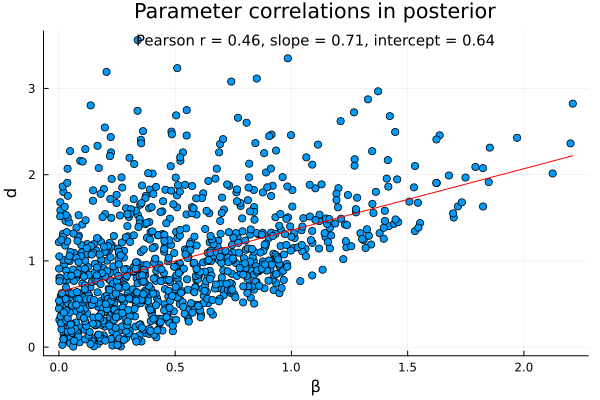 Parameter correlations in posterior
Pearson r = 0.46, slope = 0.71, intercept = 0.64
3
2
d
1
0
0.0 0.5 1.0 1.5 2.0
β